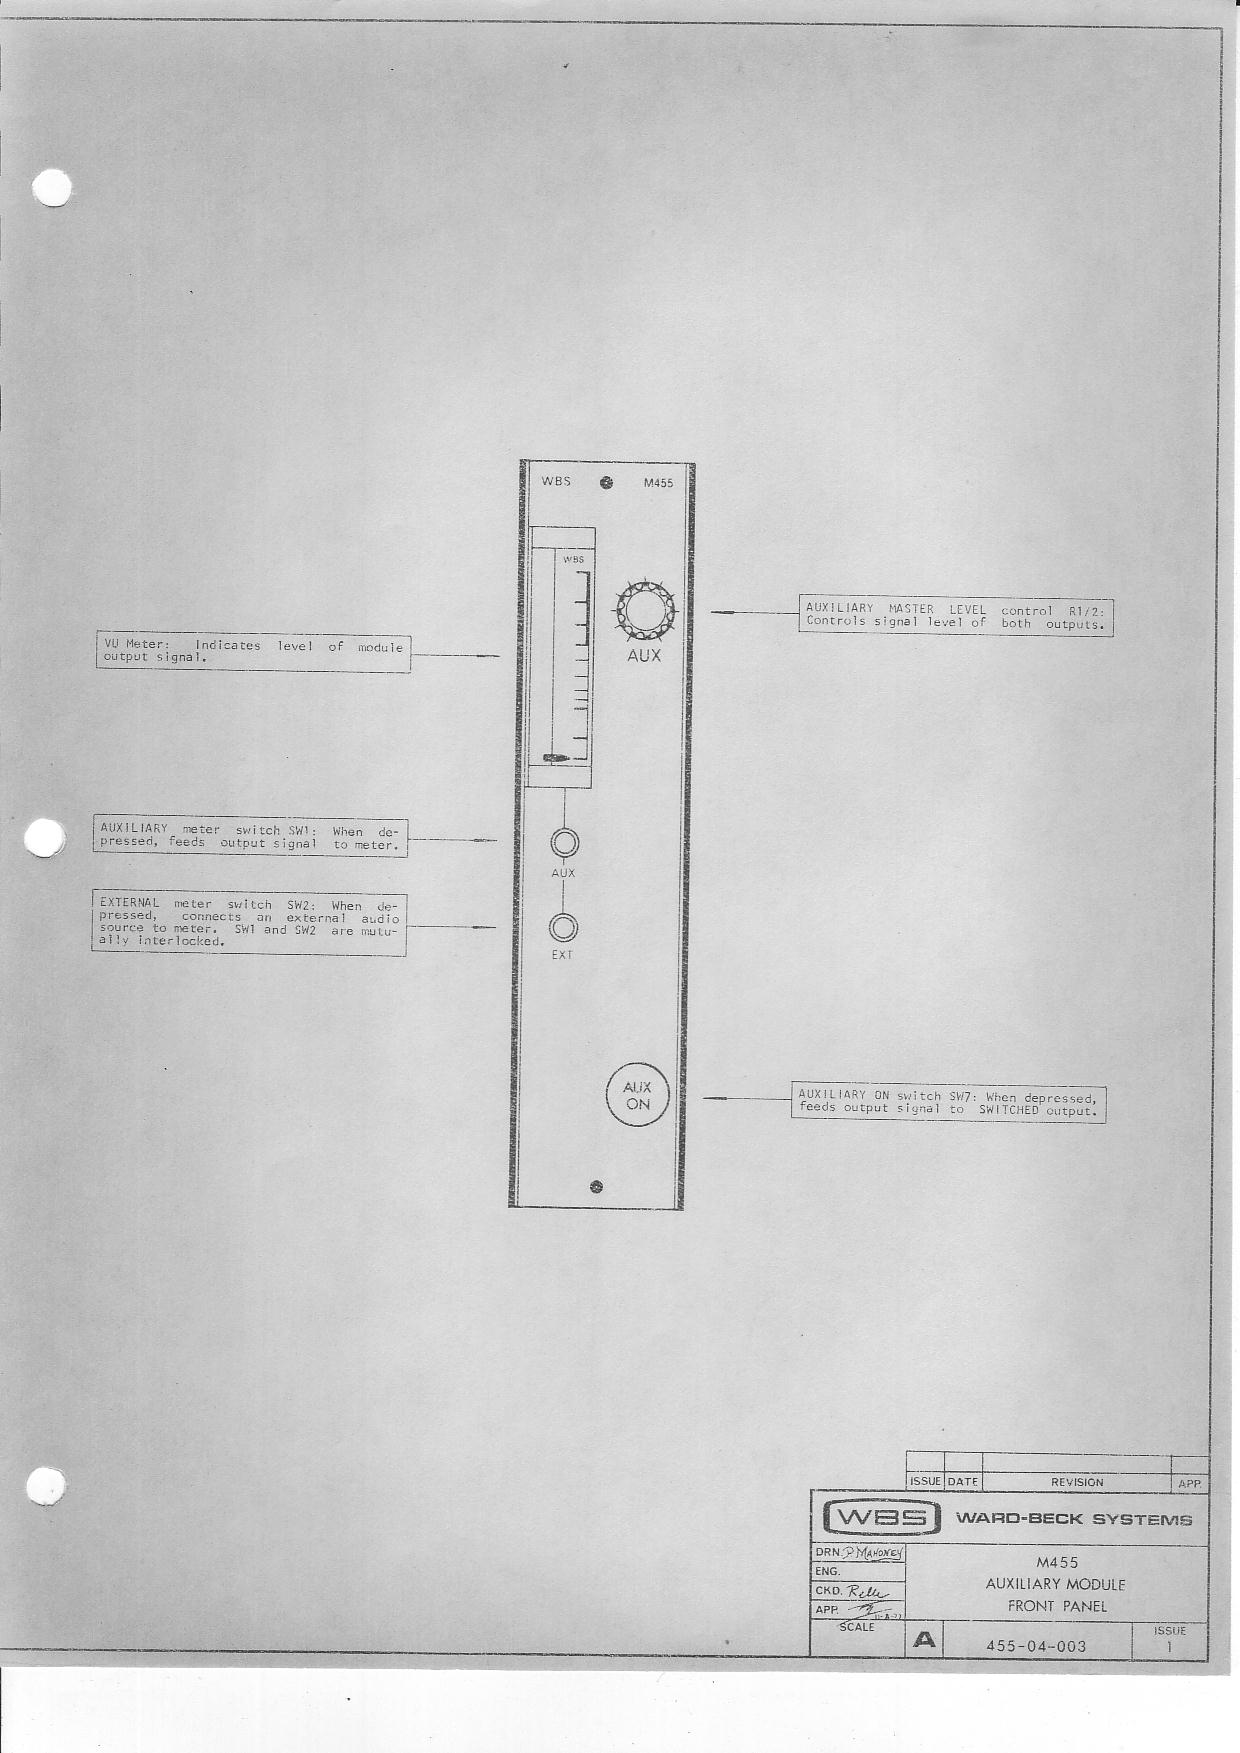 WBS M455
WBS
AUX
AUXILIARY MASTER LEVEL control R1/2:
Controls signal level of both outputs.
VU Meter: Indicates level of module
output signal.
AUXILIARY meter switch SW1: When de-
pressed, feeds output signal to meter.
AUX
EXTERNAL meter switch SW2: When de-
pressed, connects an external audio
source to meter. SW1 and SW2 are mutu-
ally interlocked.
EXT
AUX
ON
AUXILIARY ON switch SW7: When depressed,
feeds output signal to SWITCHED output.
ISSUE DATE REVISION APP.
WBS WARD-BECK SYSTEMS
DRN. P. MAHONEY
ENG.
CKD.
APP.
SCALE
M455
AUXILIARY MODULE
FRONT PANEL
A 455-04-003
ISSUE
1